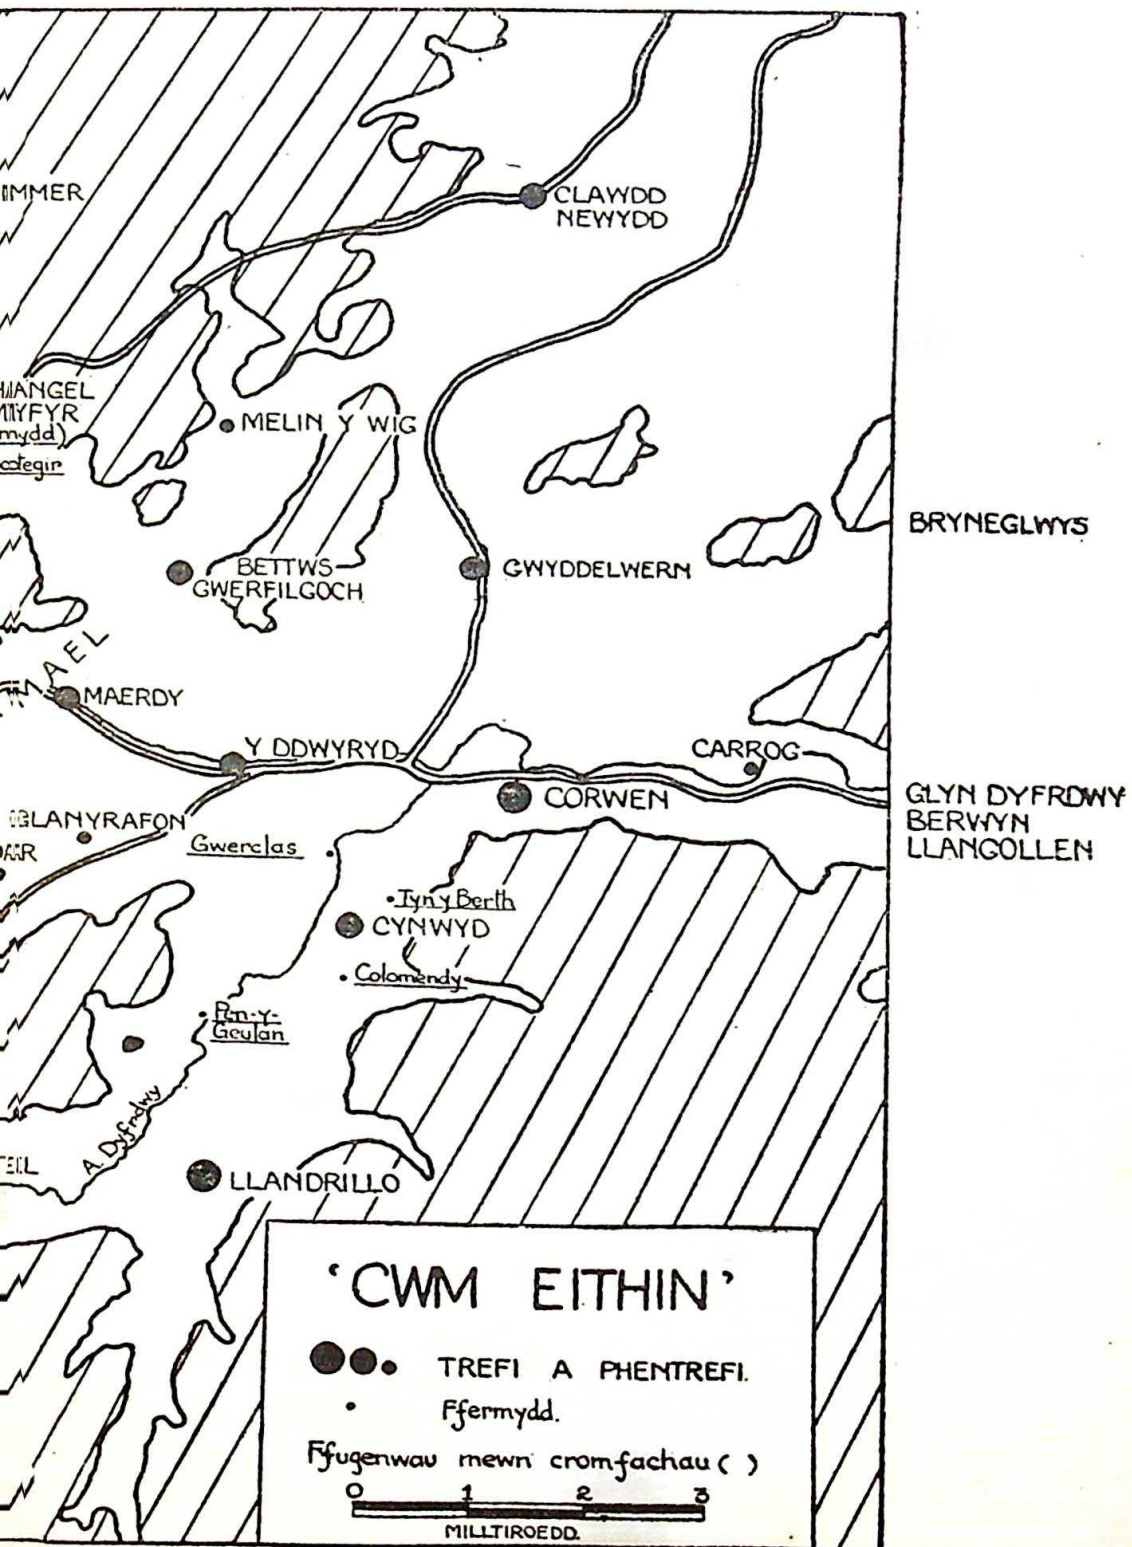 CLAWDD
NEWYDD
MELIN Y WIG
BRYNEGLWYS
BETTWS
GWERFILGOCH
GWYDDELWERN
AEL
MAERDY
Y DDWYRYD
CARROG
CORWEN
GLYN DYFRDWY
BERWYN
LLANGOLLEN
GLANYRAFON
Gwerclas
Tyn y Berth
CYNWYD
Colomendy
Pen-y-
Geulan
A. Dyfrdwy
LLANDRILLO
'CWM EITHIN'
TREFI A PHENTREFI.
Ffermydd.
Ffugenwau mewn cromfachau ( )
0 1 2 3
MILLTIROEDD.